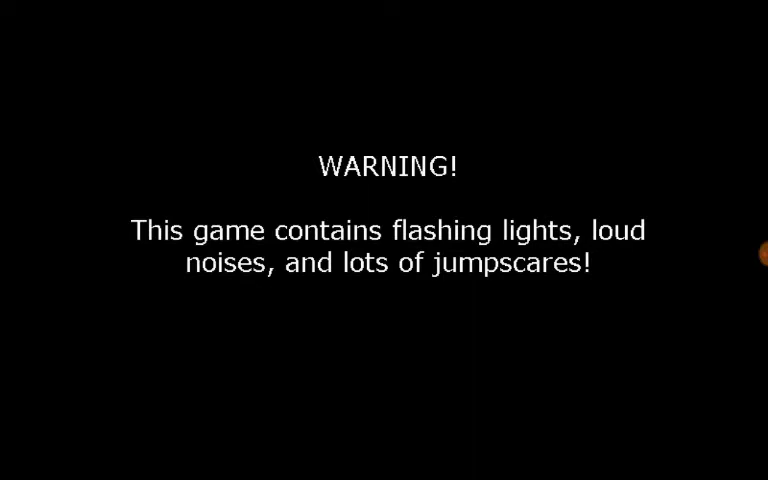 WARNING!
This game contains flashing lights, loud
noises, and lots of jumpscares!